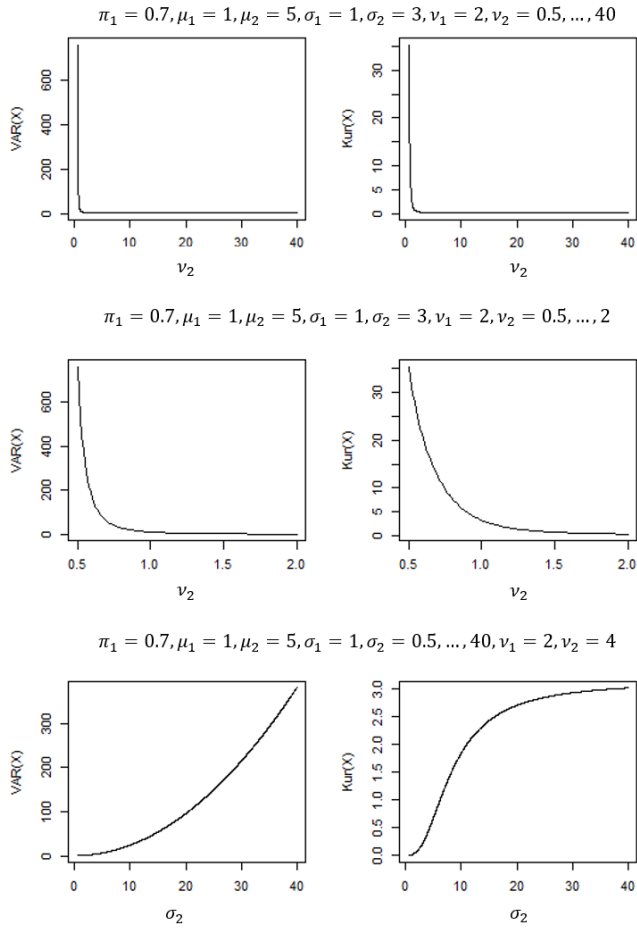 π₁ = 0.7, μ₁ = 1, μ₂ = 5, σ₁ = 1, σ₂ = 3, ν₁ = 2, ν₂ = 0.5, … , 40
VAR(X)
0 200 400 600
0 10 20 30 40
ν₂
Kur(X)
0 5 10 20 30
0 10 20 30 40
ν₂
π₁ = 0.7, μ₁ = 1, μ₂ = 5, σ₁ = 1, σ₂ = 3, ν₁ = 2, ν₂ = 0.5, … , 2
VAR(X)
0 200 400 600
0.5 1.0 1.5 2.0
ν₂
Kur(X)
0 5 10 20 30
0.5 1.0 1.5 2.0
ν₂
π₁ = 0.7, μ₁ = 1, μ₂ = 5, σ₁ = 1, σ₂ = 0.5, … , 40, ν₁ = 2, ν₂ = 4
VAR(X)
0 100 200 300
0 10 20 30 40
σ₂
Kur(X)
0.0 0.5 1.0 1.5 2.0 2.5 3.0
0 10 20 30 40
σ₂